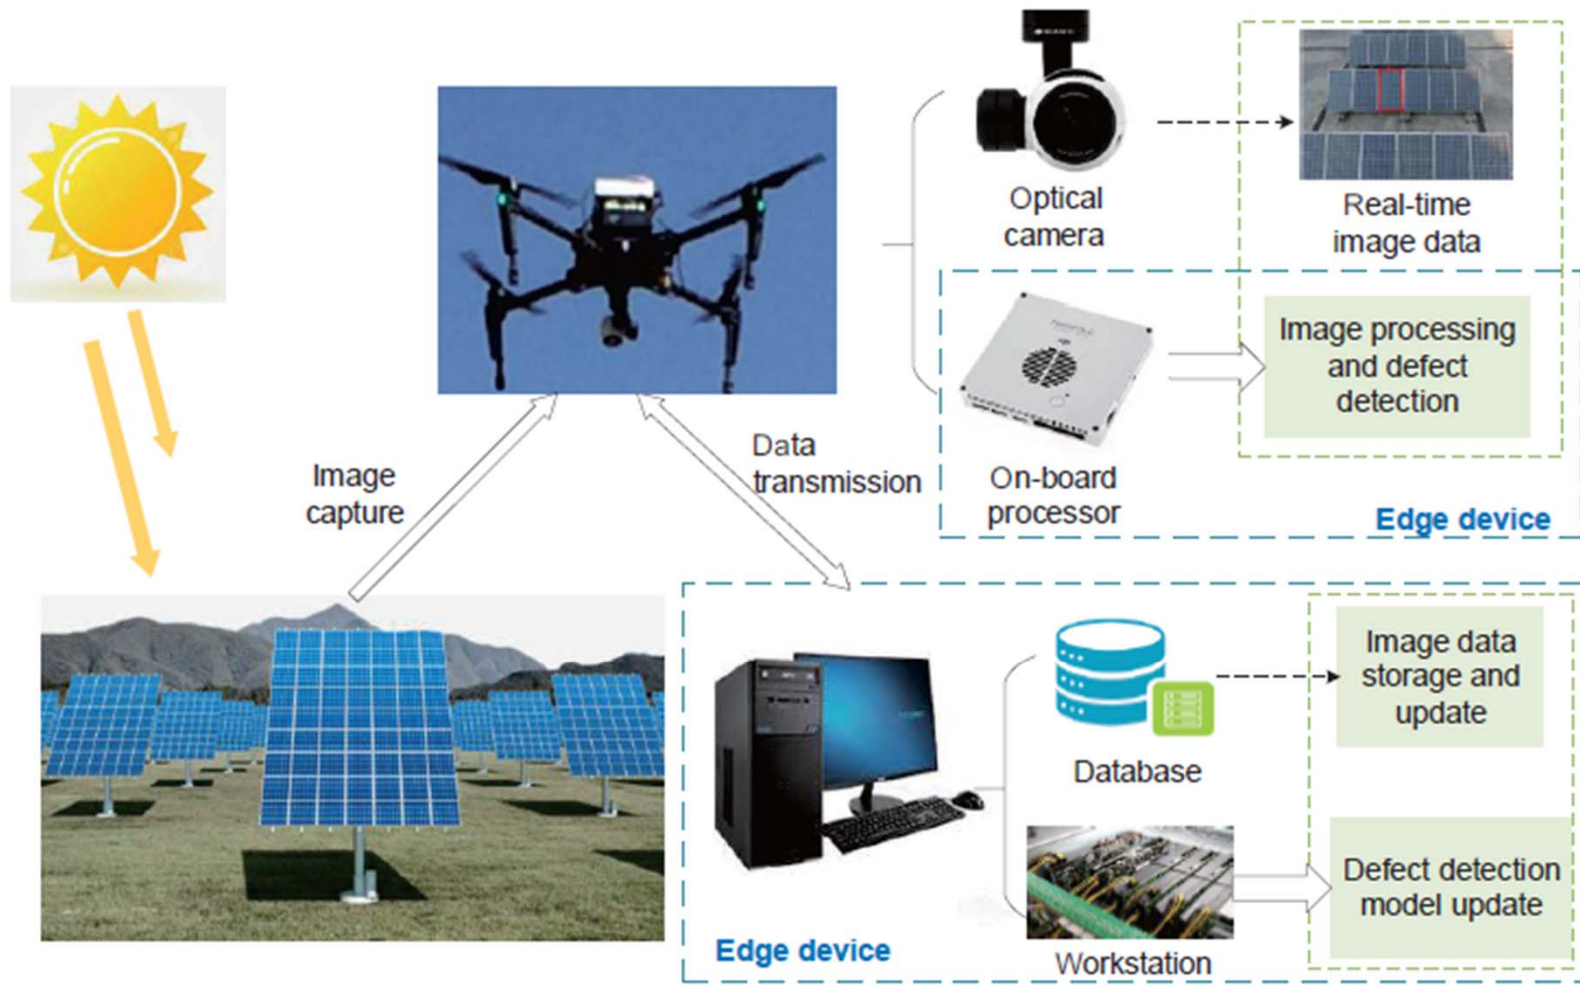 Optical
camera
Real-time
image data
Image processing
and defect
detection
On-board
processor
Edge device
Image
capture
Data
transmission
Image data
storage and
update
Database
Defect detection
model update
Workstation
Edge device